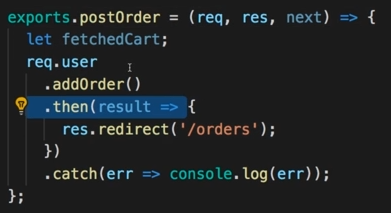 exports.postOrder = (req, res, next) => {
let fetchedCart;
req.user
.addOrder()
.then(result => {
res.redirect('/orders');
})
.catch(err => console.log(err));
};